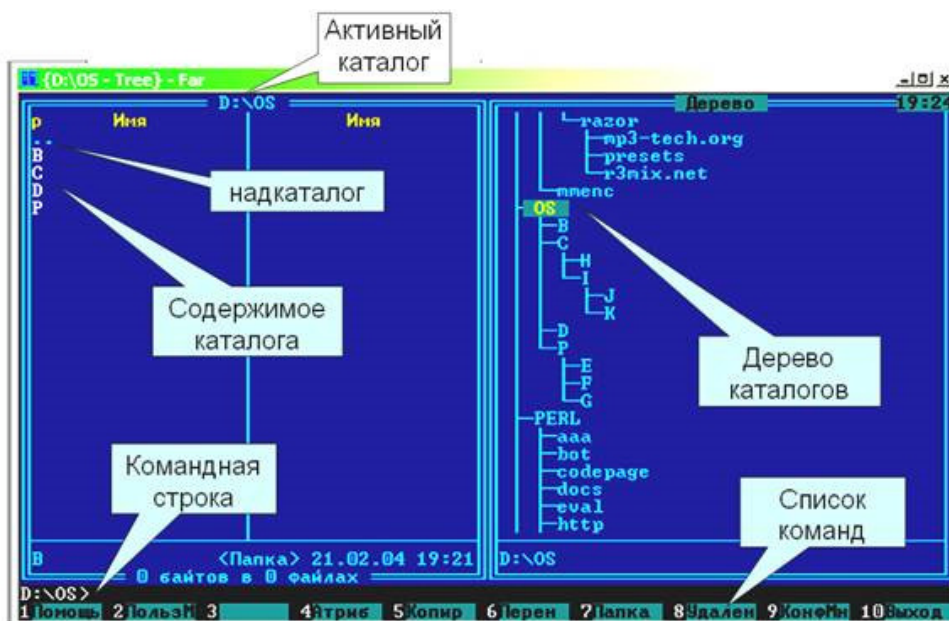 Активный
каталог
{D:\OS - Tree} - Far
D:\OS
Дерево
19:24
р Имя Имя
..
B
C
D
P
надкаталог
Содержимое
каталога
Командная
строка
razor
mp3-tech.org
presets
r3mix.net
mmenc
OS
B
C
H
I
J
K
D
P
E
F
G
PERL
aaa
bot
codepage
docs
eval
http
Дерево
каталогов
Список
команд
B <Папка> 21.02.04 19:21
0 байтов в 0 файлах
D:\OS
D:\OS>
1Помощь 2ПользМ 3 4Атриб 5Копир 6Перен 7Папка 8Удален 9КонфМн 10Выход